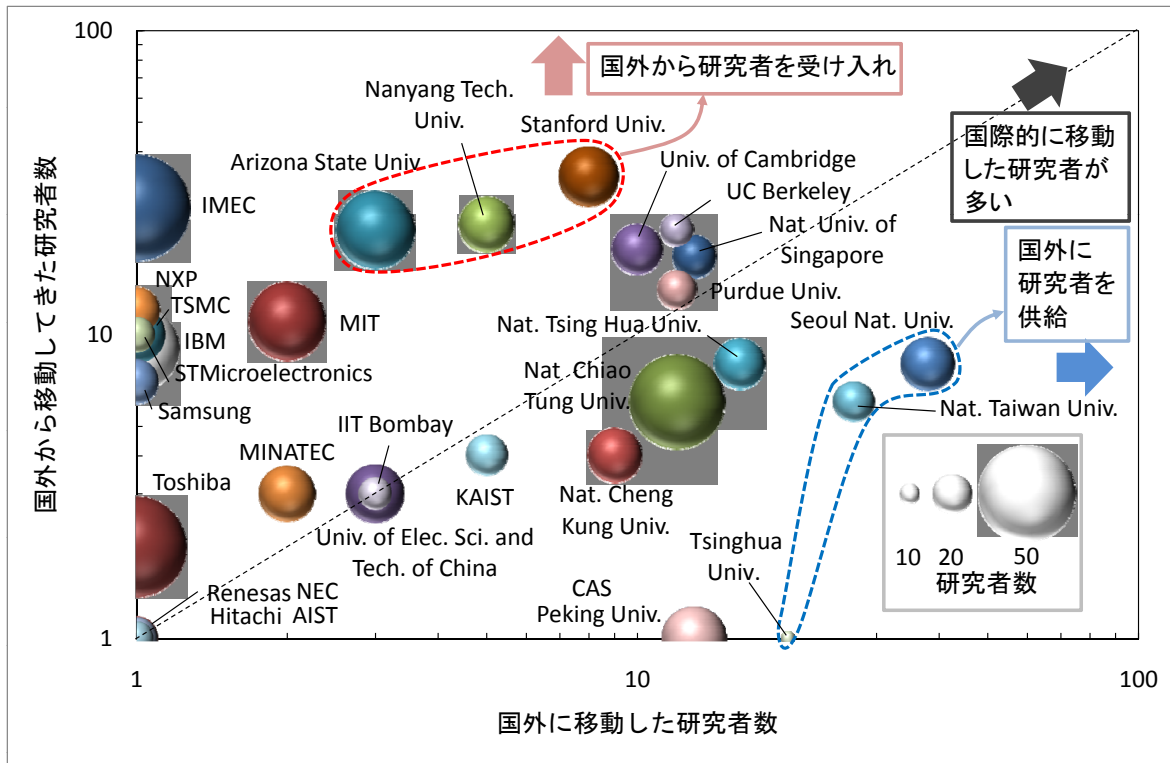 100
10
1
1
10
100
国外から移動してきた研究者数
国外に移動した研究者数
国外から研究者を受け入れ
国際的に移動
した研究者が
多い
国外に
研究者を
供給
Nanyang Tech.
Univ.
Stanford Univ.
Arizona State Univ.
Univ. of Cambridge
UC Berkeley
Nat. Univ. of
Singapore
Purdue Univ.
IMEC
NXP
TSMC
IBM
STMicroelectronics
Samsung
MIT
Nat. Tsing Hua Univ.
Seoul Nat. Univ.
Nat. Chiao
Tung Univ.
Nat. Taiwan Univ.
IIT Bombay
MINATEC
KAIST
Toshiba
Nat. Cheng
Kung Univ.
Univ. of Elec. Sci. and
Tech. of China
Tsinghua
Univ.
CAS
Peking Univ.
Renesas NEC
Hitachi AIST
10 20 50
研究者数